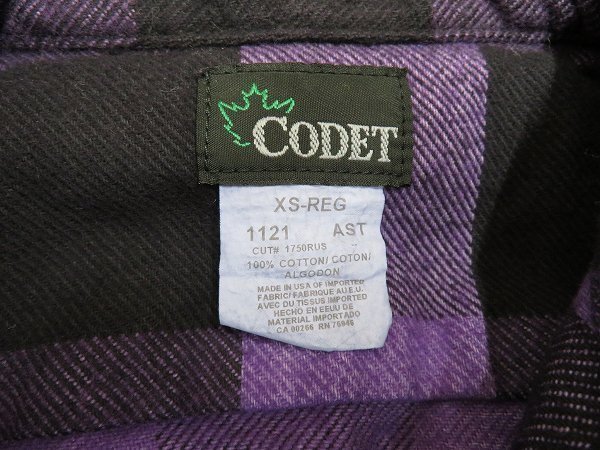 CODET
XS-REG
1121 AST
CUT# 1750RUS -
100% COTTON/ COTON/
ALGODON
MADE IN USA OF IMPORTED
FABRIC/ FABRIQUE AU E.U.
AVEC DU TISSUS IMPORTED
HECHO EN EEUU DE
MATERIAL IMPORTADO
CA 00266 RN 76946